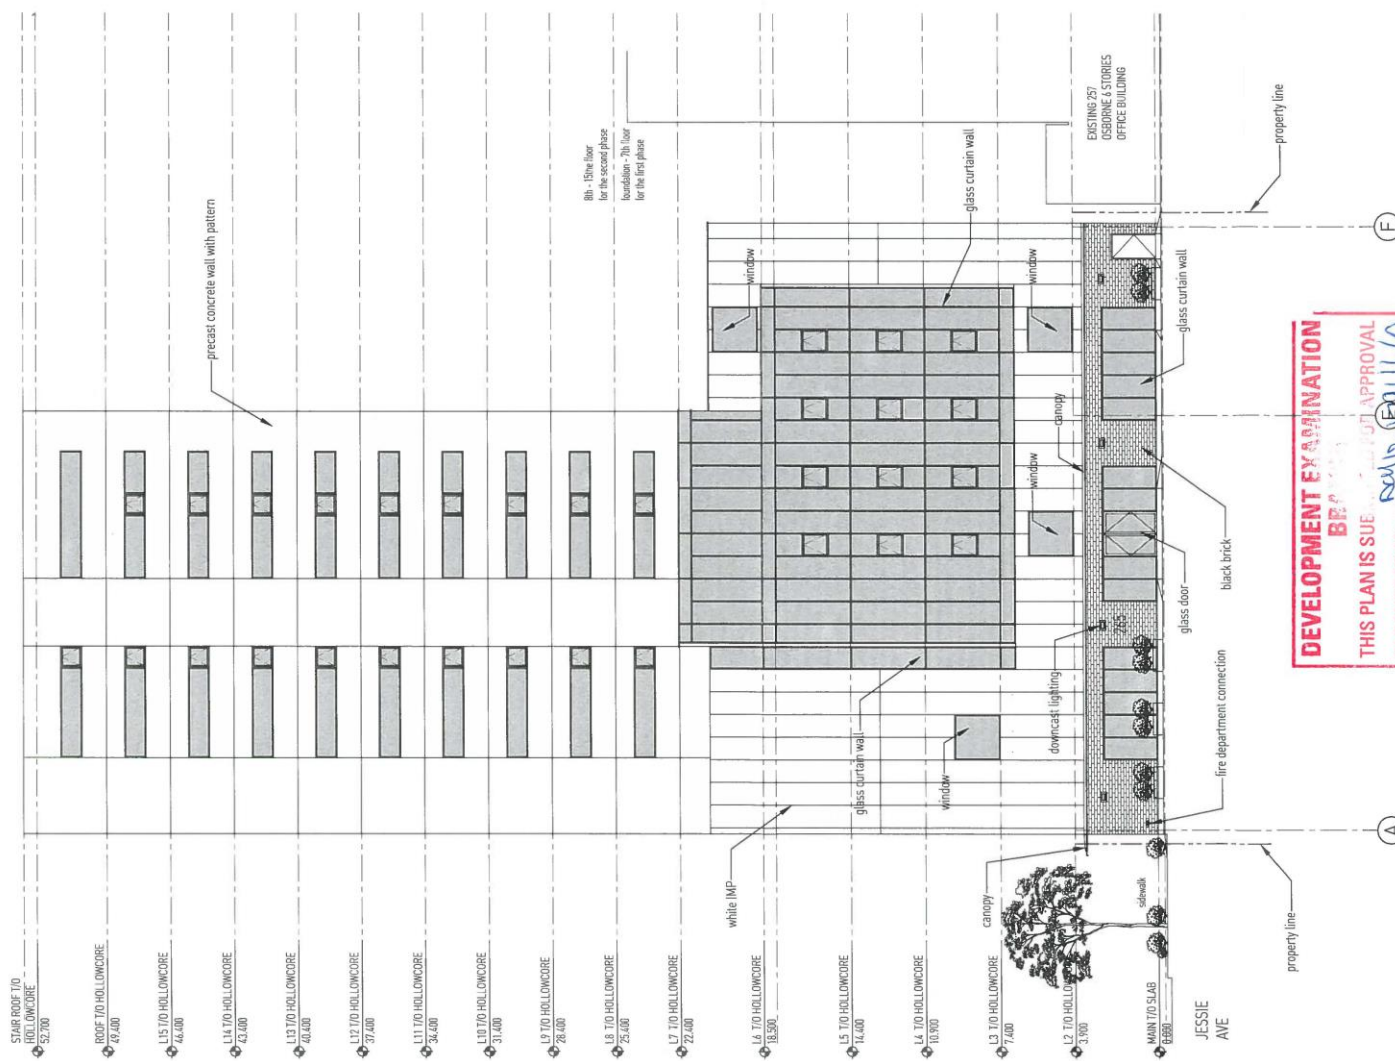 STAIR ROOF T/O
HOLLOWCORE
52.700
ROOF T/O HOLLOWCORE
49.400
L15 T/O HOLLOWCORE
46.400
L14 T/O HOLLOWCORE
43.400
L13 T/O HOLLOWCORE
40.400
L12 T/O HOLLOWCORE
37.400
L11 T/O HOLLOWCORE
34.400
L10 T/O HOLLOWCORE
31.400
L9 T/O HOLLOWCORE
28.400
L8 T/O HOLLOWCORE
25.400
L7 T/O HOLLOWCORE
22.400
L6 T/O HOLLOWCORE
18.500
L5 T/O HOLLOWCORE
14.400
L4 T/O HOLLOWCORE
10.900
L3 T/O HOLLOWCORE
7.400
L2 T/O HOLLOWCORE
3.900
MAIN T/O SLAB
0.000
JESSIE
AVE
precast concrete wall with pattern
8th - 15the floor
for the second phase
foundation - 7th floor
for the first phase
white IMP
glass curtain wall
window
canopy
sidewalk
property line
downcast lighting
265
fire department connection
glass door
black brick
window
canopy
window
window
glass curtain wall
glass curtain wall
EXISTING 257
OSBORNE 6 STORIES
OFFICE BUILDING
property line
A
E
F
DEVELOPMENT EXAMINATION
THIS PLAN IS APPROVAL